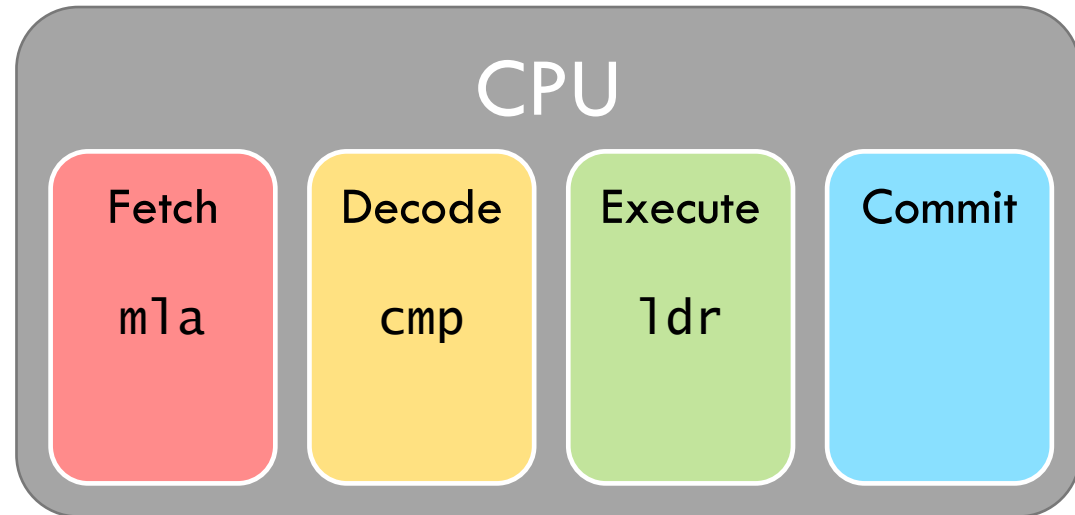 CPU
Fetch
Decode
Execute
Commit
mla
cmp
ldr